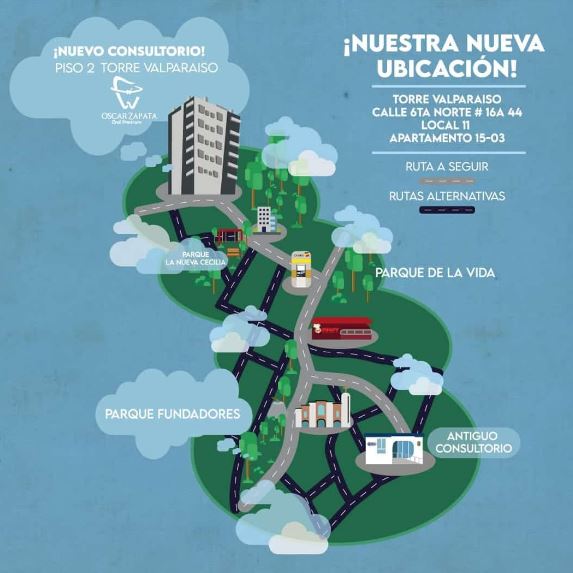 ¡NUEVO CONSULTORIO!
PISO 2 TORRE VALPARAISO
OSCAR ZAPATA
Oral Premium
¡NUESTRA NUEVA
UBICACIÓN!
TORRE VALPARAISO
CALLE 6TA NORTE # 16A 44
LOCAL 11
APARTAMENTO 15-03
RUTA A SEGUIR
RUTAS ALTERNATIVAS
PARQUE
LA NUEVA CECILIA
PARQUE DE LA VIDA
PARQUE FUNDADORES
ANTIGUO
CONSULTORIO